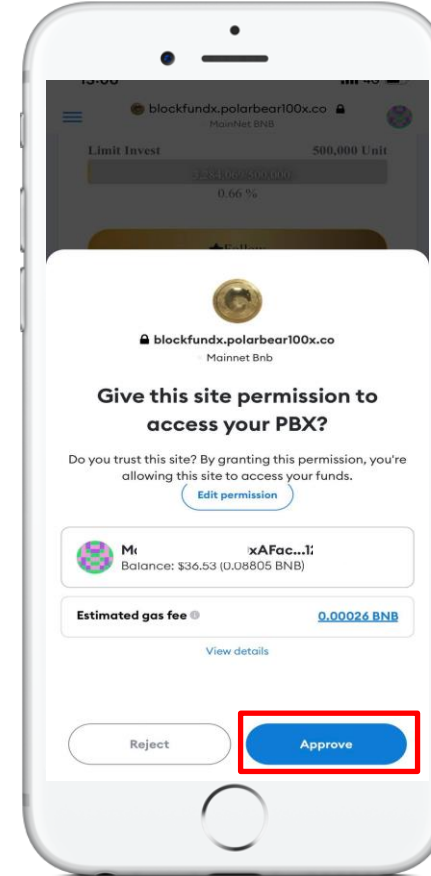 blockfundx.polarbear100x.co
MainNet BNB
Limit Invest 500,000 Unit
0.66 %
blockfundx.polarbear100x.co
Mainnet Bnb
Give this site permission to
access your PBX?
Do you trust this site? By granting this permission, you're
allowing this site to access your funds.
Edit permission
xAFac...12
Balance: $36.53 (0.08805 BNB)
Estimated gas fee 0.00026 BNB
View details
Reject Approve